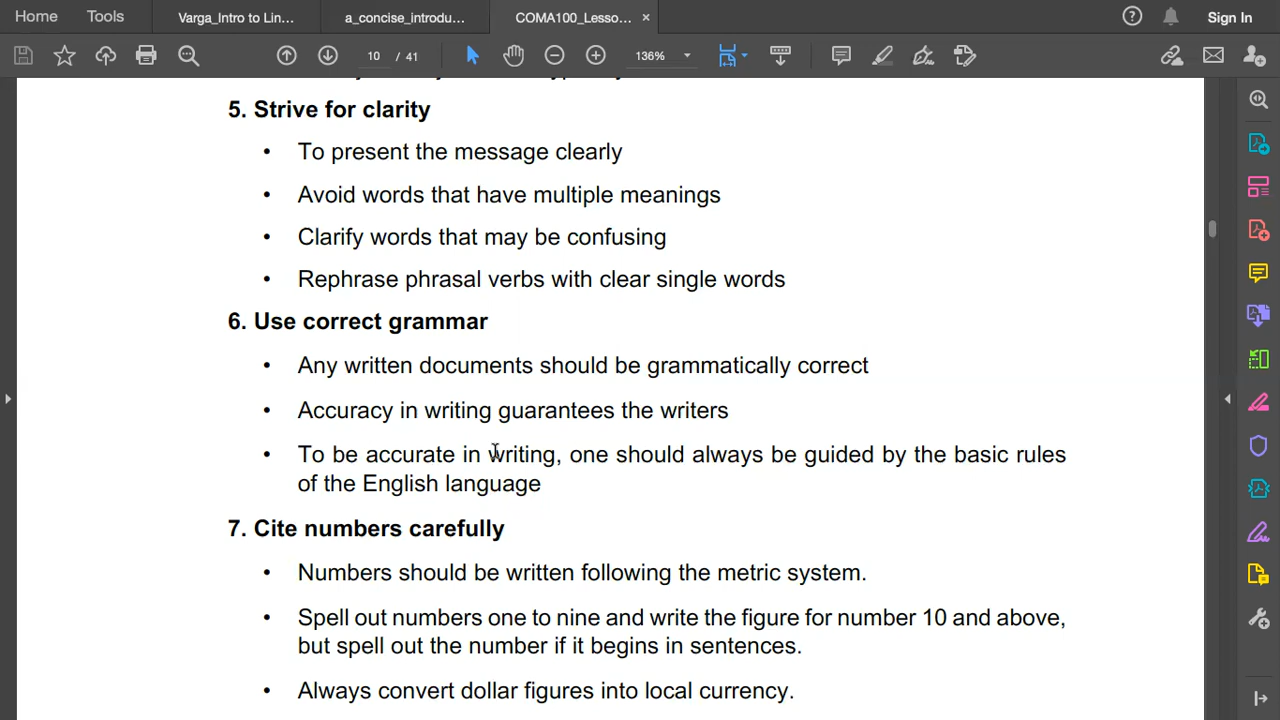 Home Tools Varga_Intro to Lin... a_concise_introdu... COMA100_Lesso... × Sign In
10 / 41 136%
5. Strive for clarity
• To present the message clearly
• Avoid words that have multiple meanings
• Clarify words that may be confusing
• Rephrase phrasal verbs with clear single words
6. Use correct grammar
• Any written documents should be grammatically correct
• Accuracy in writing guarantees the writers
• To be accurate in writing, one should always be guided by the basic rules
of the English language
7. Cite numbers carefully
• Numbers should be written following the metric system.
• Spell out numbers one to nine and write the figure for number 10 and above,
but spell out the number if it begins in sentences.
• Always convert dollar figures into local currency.